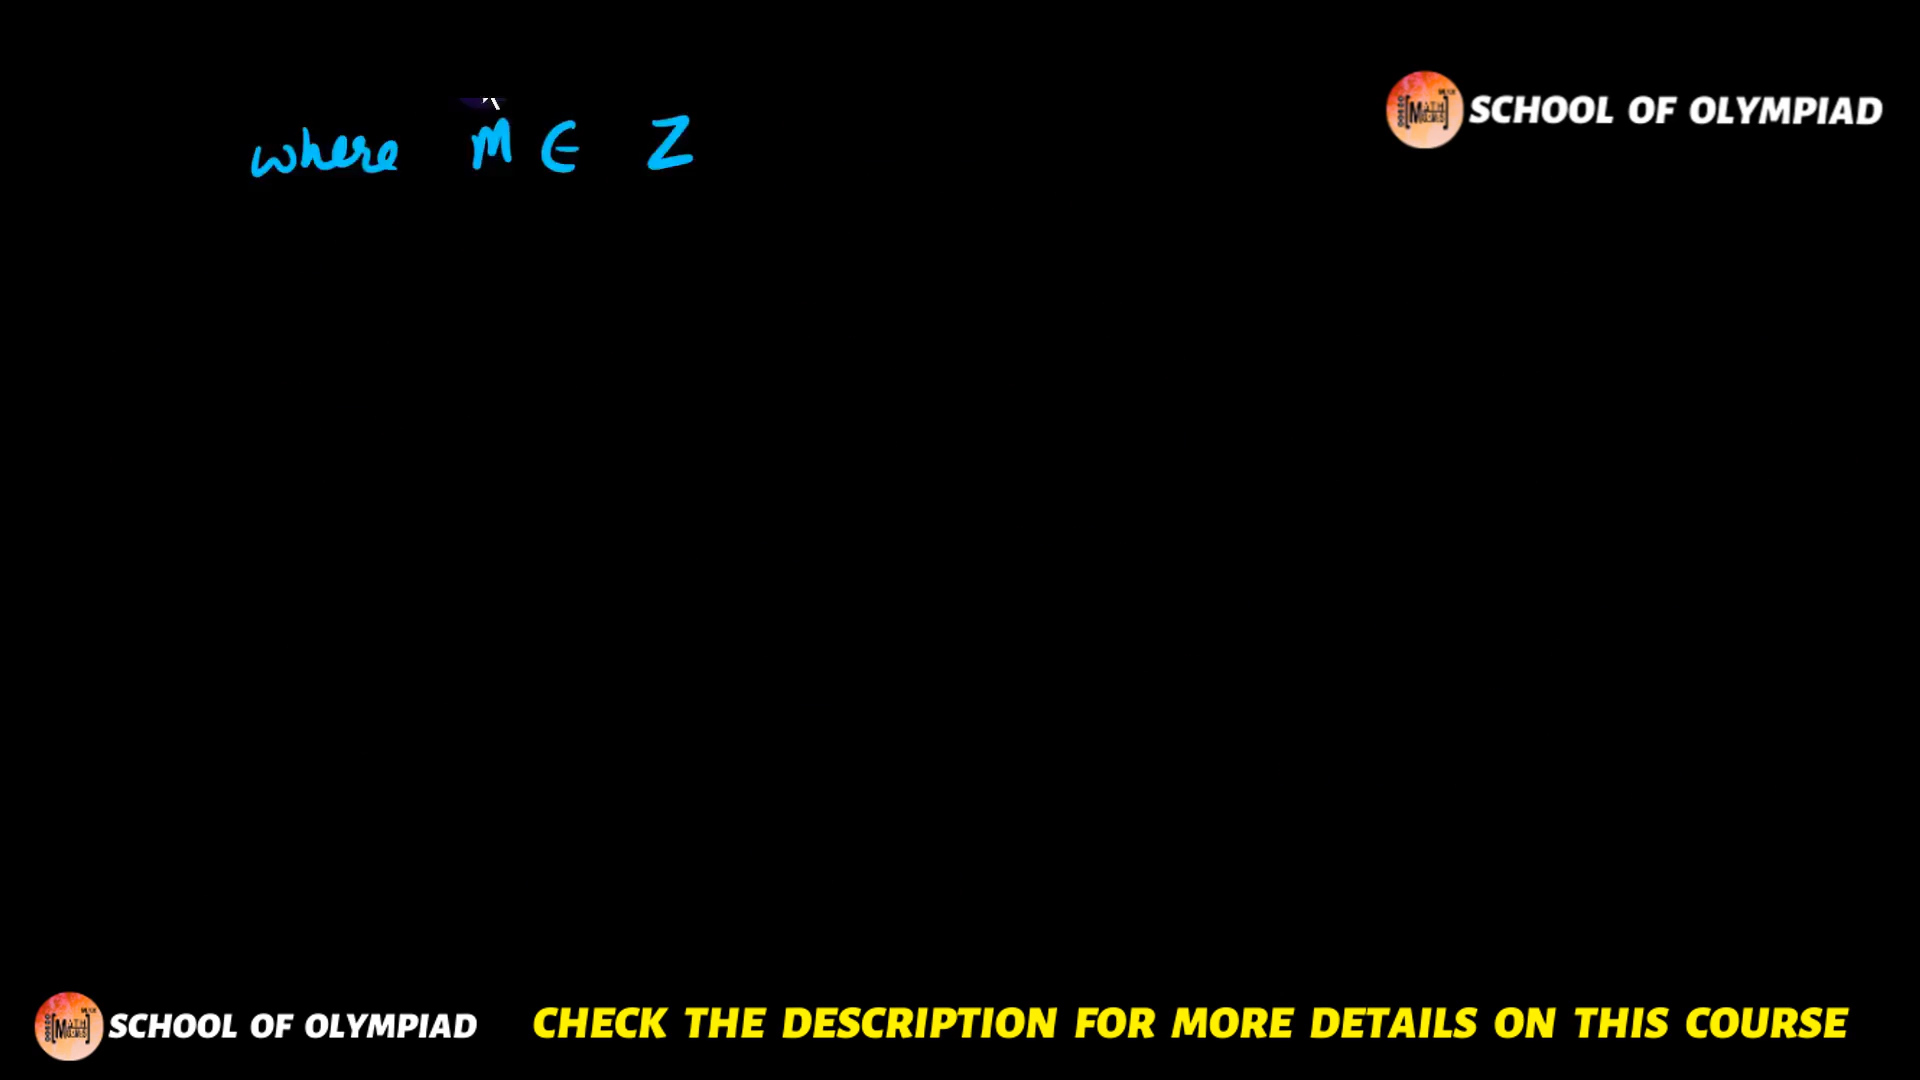 where M ∈ Z
SCHOOL OF OLYMPIAD
SCHOOL OF OLYMPIAD
CHECK THE DESCRIPTION FOR MORE DETAILS ON THIS COURSE